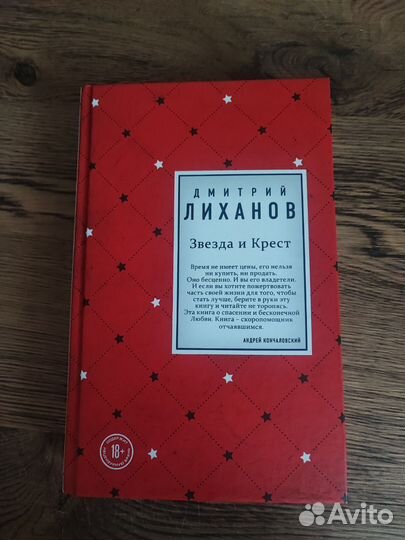 ДМИТРИЙ
ЛИХАНОВ
Звезда и Крест
Время не имеет цены, его нельзя
ни купить, ни продать.
Оно бесценно. И вы его владетели.
И если вы хотите пожертвовать
часть своей жизни для того, чтобы
стать лучше, берите в руки эту
книгу и читайте не торопясь.
Эта книга о спасении и бесконечной
Любви. Книга – скоропомощник
отчаявшимся.
АНДРЕЙ КОНЧАЛОВСКИЙ
18+
Avito